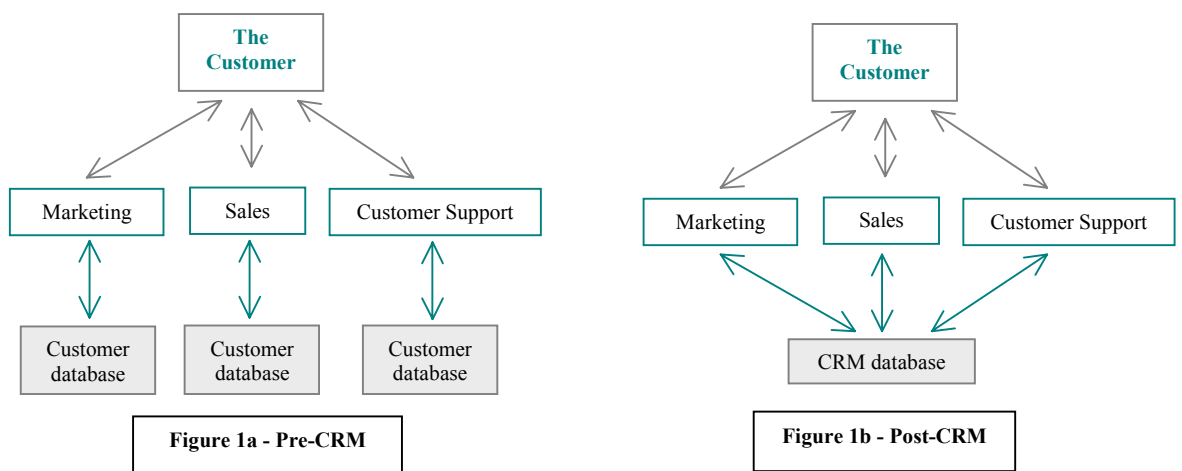 The
Customer
Marketing
Sales
Customer Support
Customer
database
Customer
database
Customer
database
Figure 1a - Pre-CRM
The
Customer
Marketing
Sales
Customer Support
CRM database
Figure 1b - Post-CRM